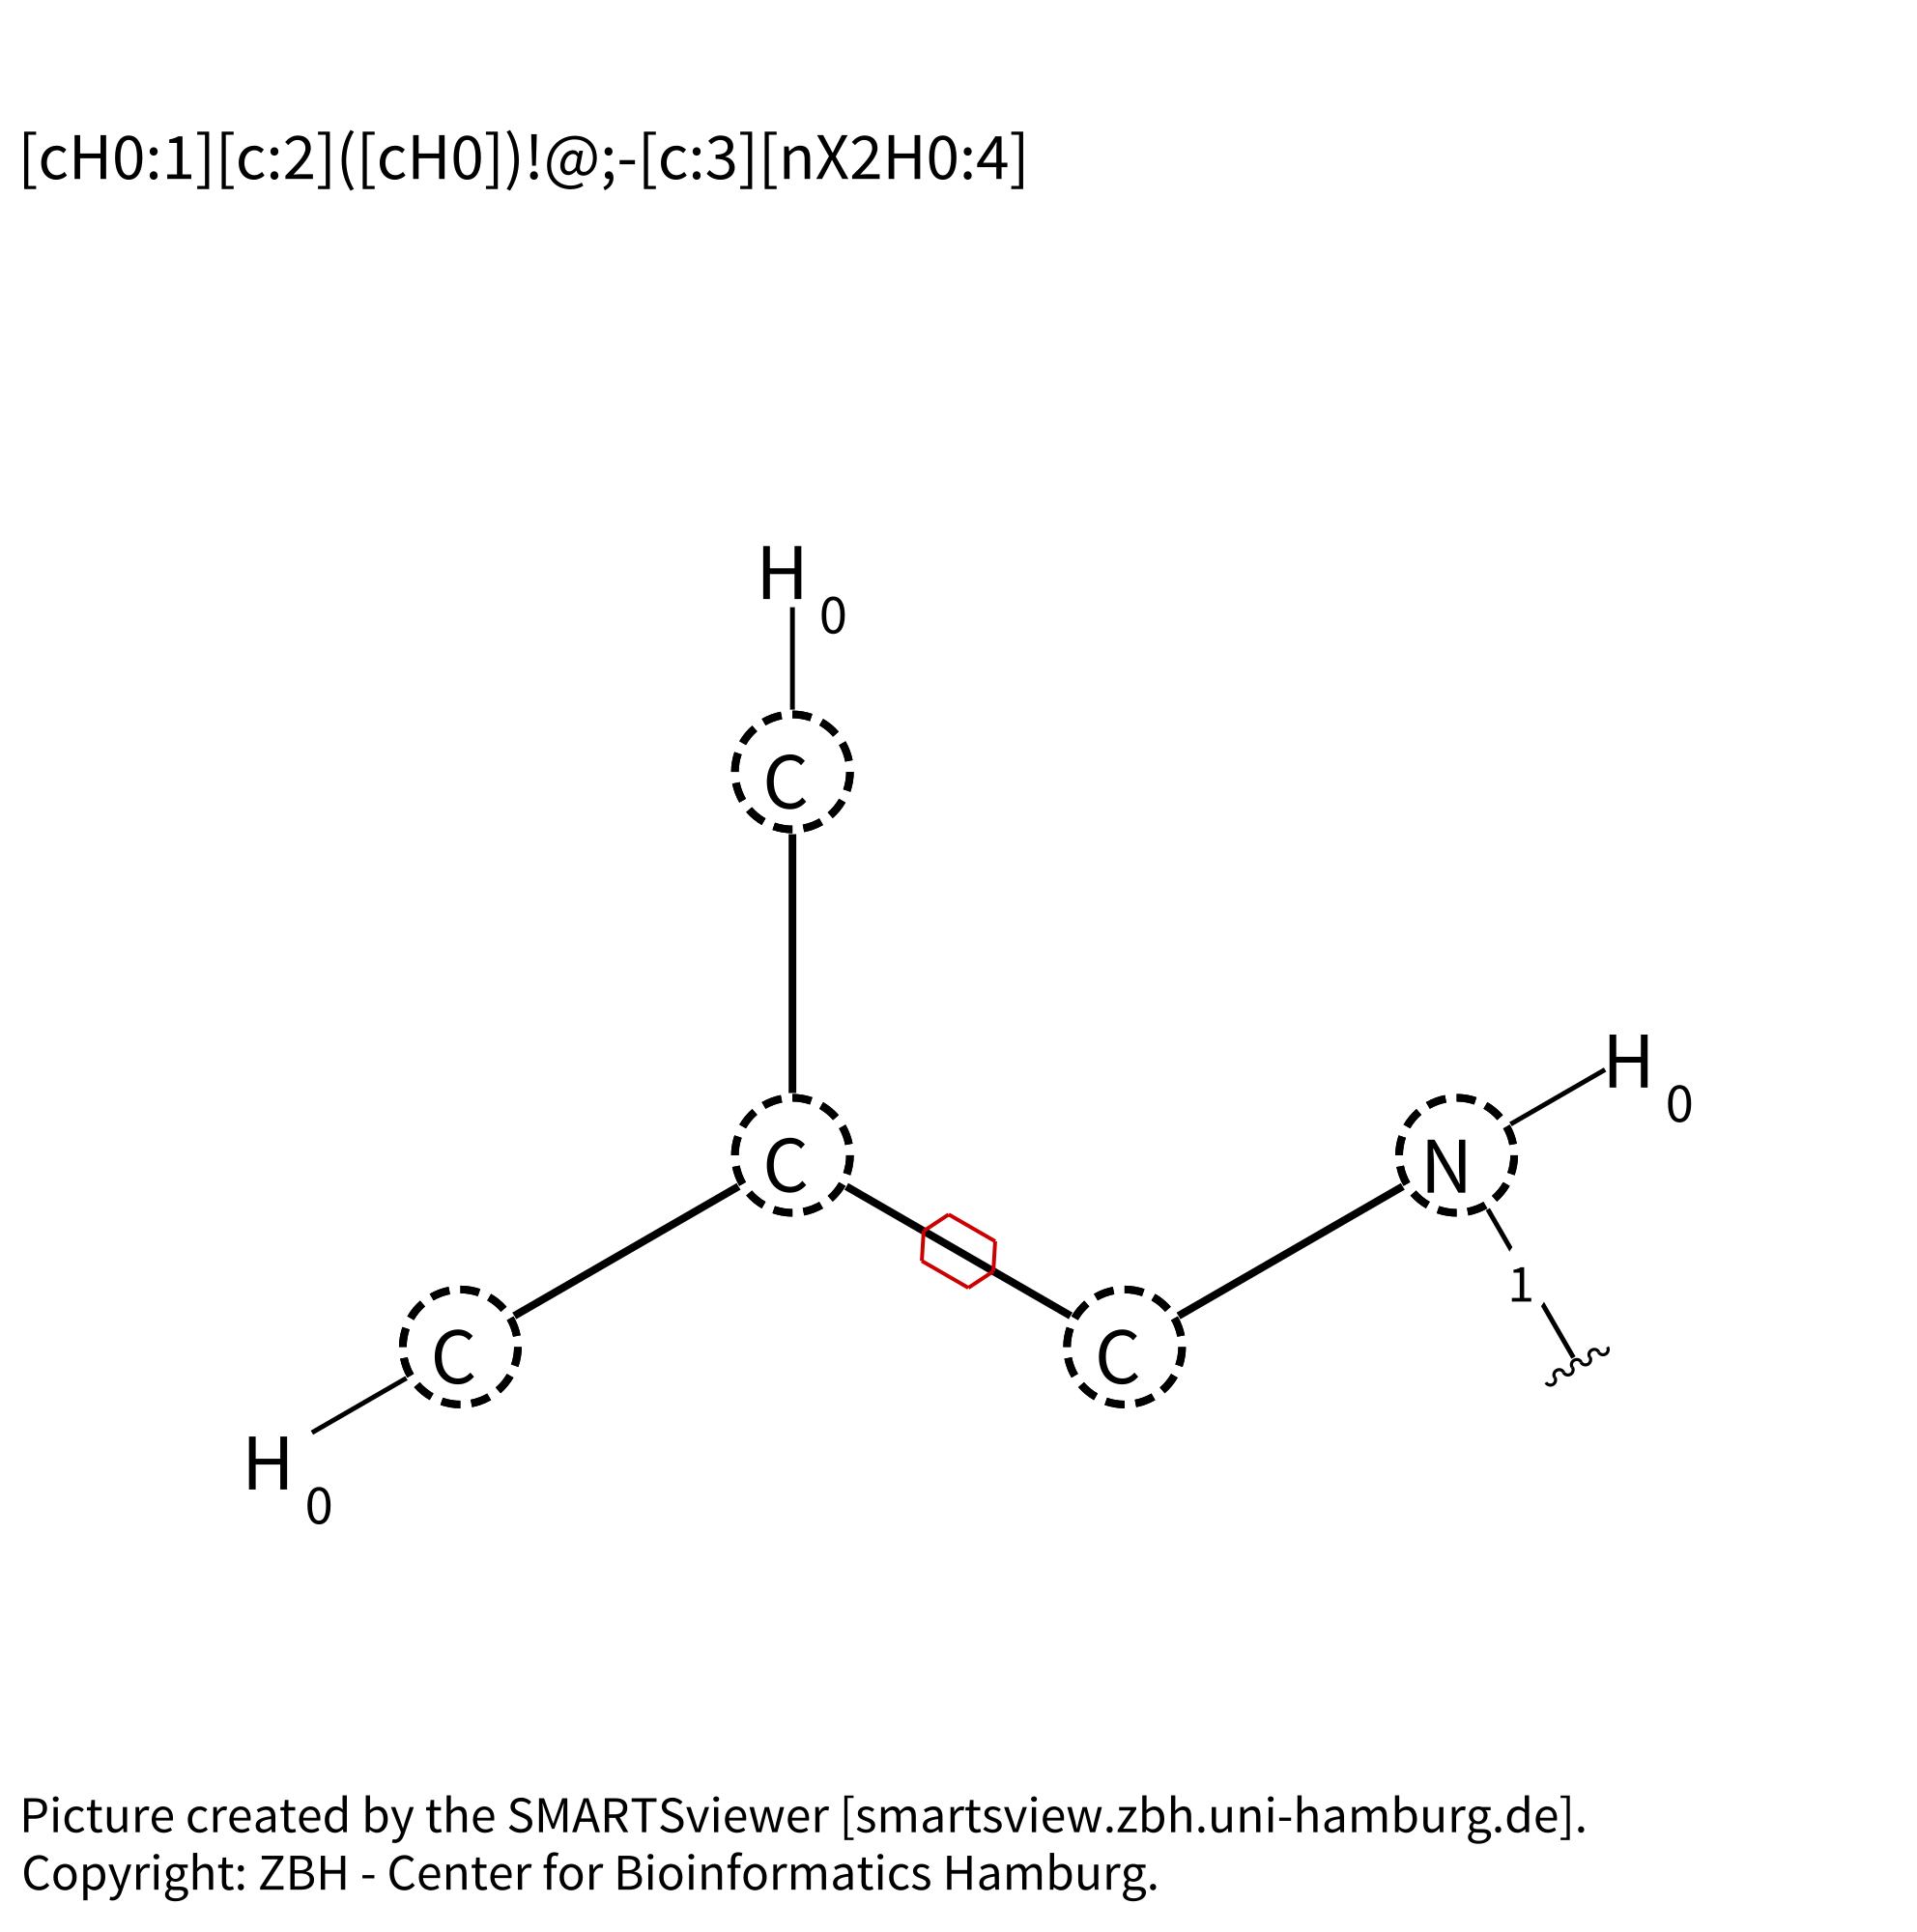 [cH0:1][c:2]([cH0])!@;-[c:3][nX2H0:4]
H
0
C
H
0
C
N
1
C
C
H
0
Picture created by the SMARTSviewer [smartsview.zbh.uni-hamburg.de].
Copyright: ZBH - Center for Bioinformatics Hamburg.